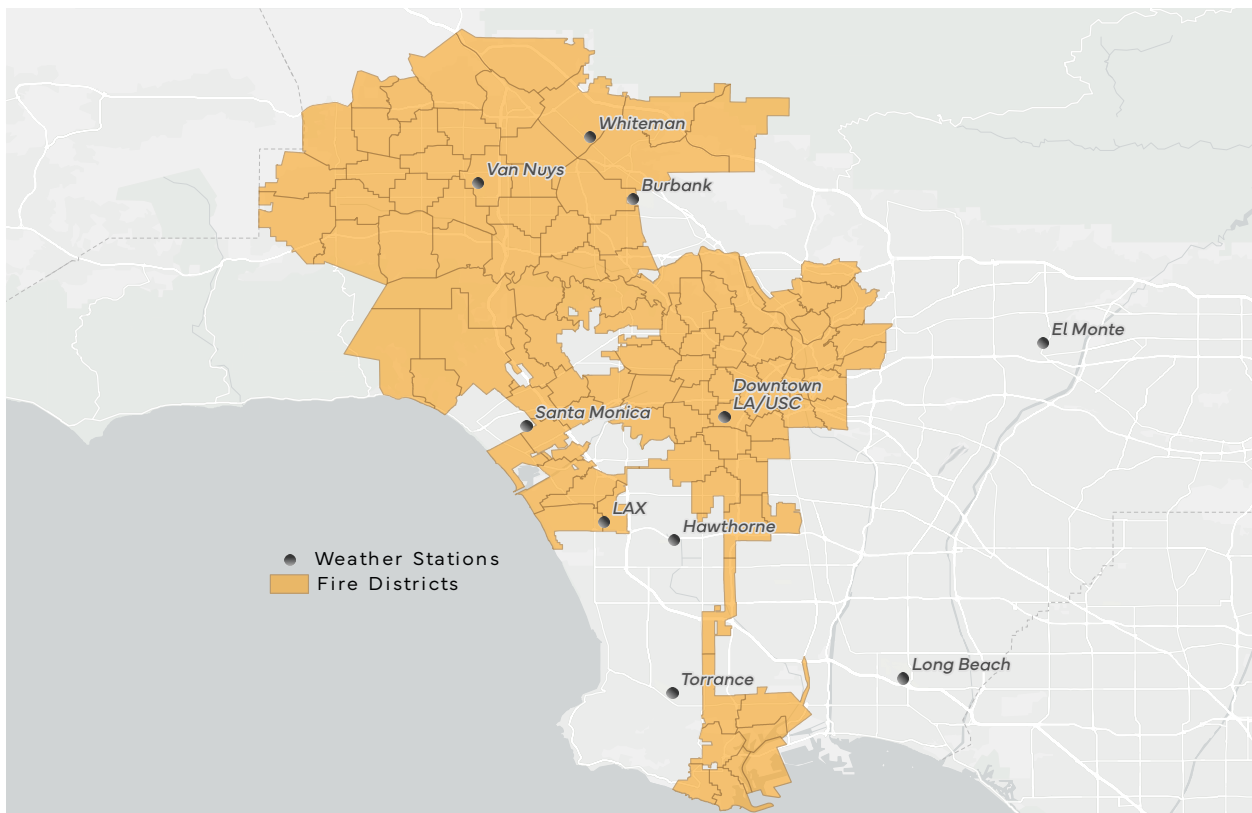 Whiteman
Van Nuys
Burbank
El Monte
Downtown
LA/USC
Santa Monica
LAX
Hawthorne
Weather Stations
Fire Districts
Long Beach
Torrance